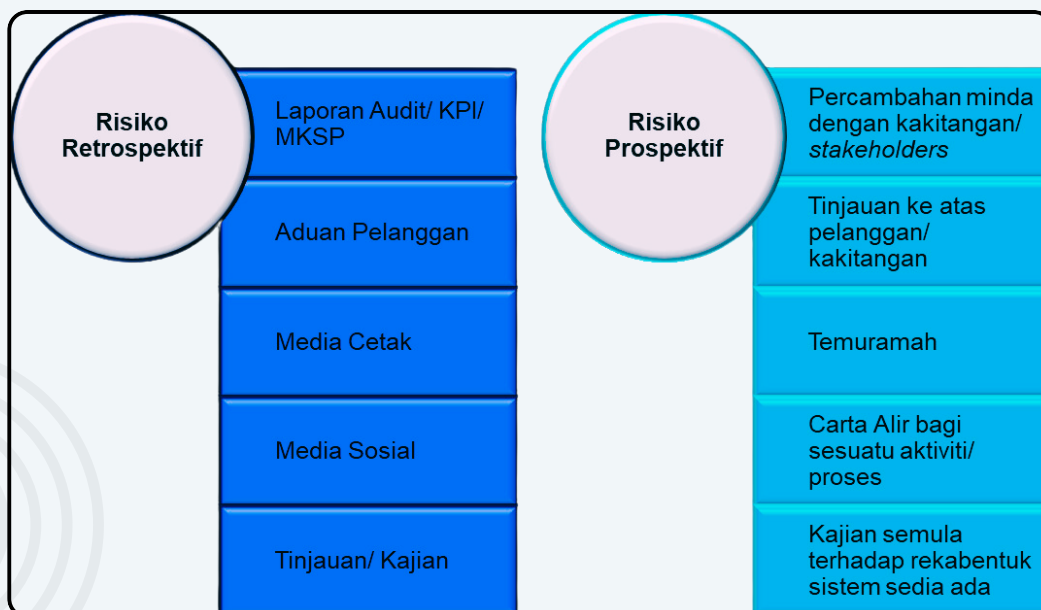 Risiko
Retrospektif
Laporan Audit/ KPI/
MKSP
Aduan Pelanggan
Media Cetak
Media Sosial
Tinjauan/ Kajian
Risiko
Prospektif
Percambahan minda
dengan kakitangan/
stakeholders
Tinjauan ke atas
pelanggan/
kakitangan
Temuramah
Carta Alir bagi
sesuatu aktiviti/
proses
Kajian semula
terhadap rekabentuk
sistem sedia ada